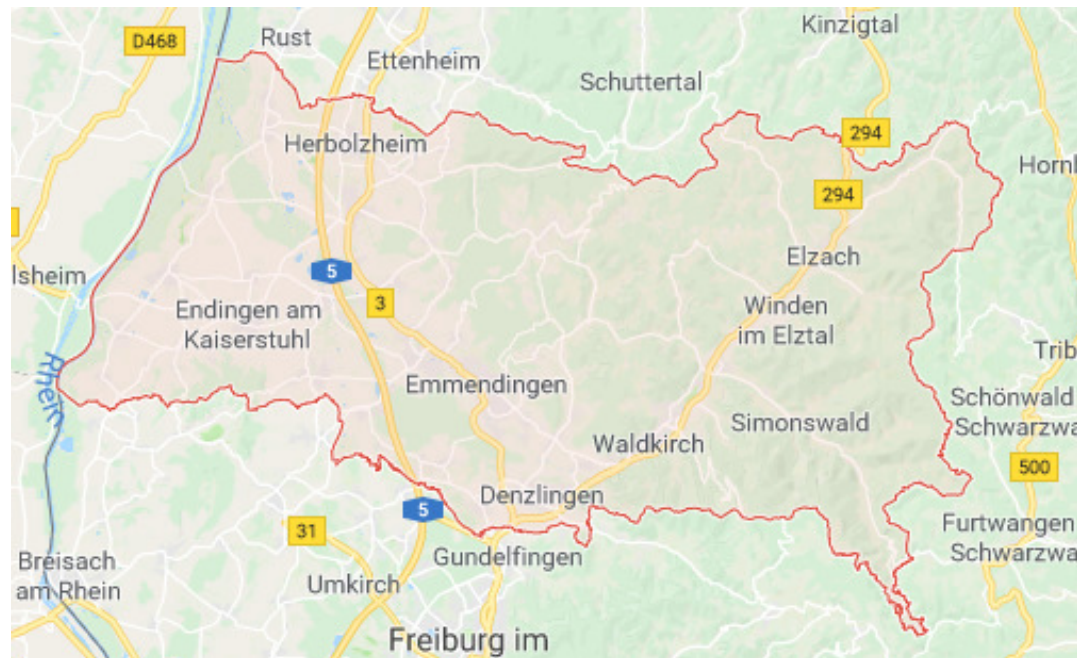 Kinzigtal
D468
Rust
Ettenheim
Schuttertal
294
Herbolzheim
Hornl
294
Elzach
5
lsheim
3
Endingen am
Kaiserstuhl
Winden
im Elztal
Trib
Rhein
Emmendingen
Schönwald
Schwarzwa
Simonswald
Waldkirch
500
Denzlingen
5
31
Furtwangen
Schwarzwa
Gundelfingen
Breisach
am Rhein
Umkirch
Freiburg im